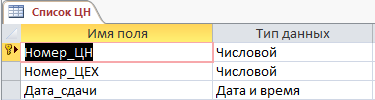 Список ЦН
Имя поля Тип данных
Номер_ЦН Числовой
Номер_ЦЕХ Числовой
Дата_сдачи Дата и время